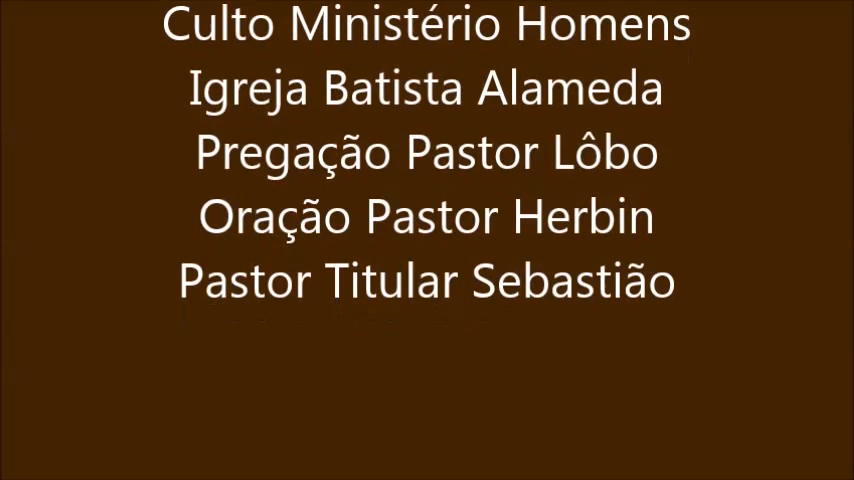 Culto Ministério Homens
Igreja Batista Alameda
Pregação Pastor Lôbo
Oração Pastor Herbin
Pastor Titular Sebastião